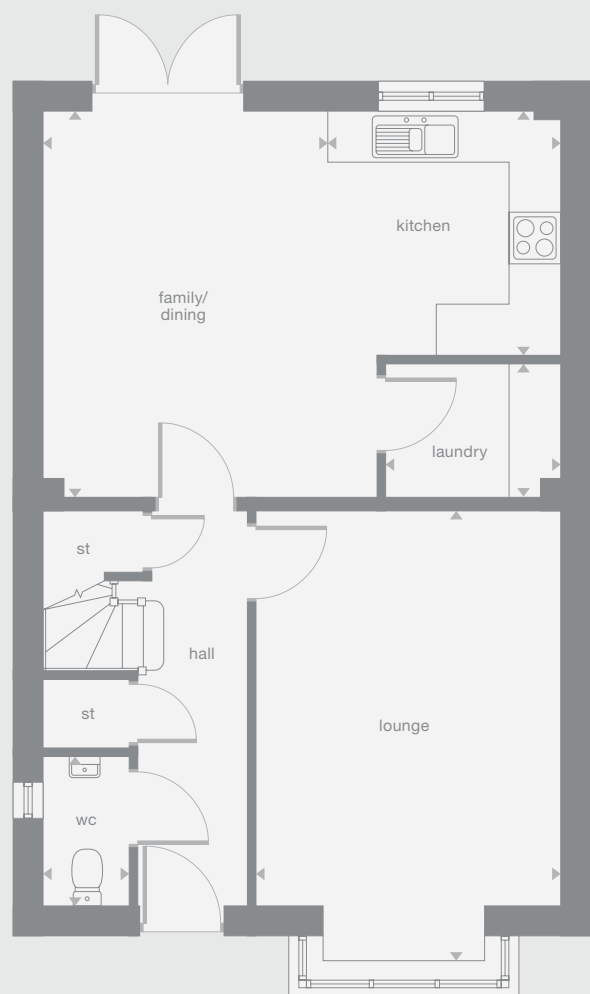 kitchen
family/
dining
laundry
st
hall
st
lounge
wc